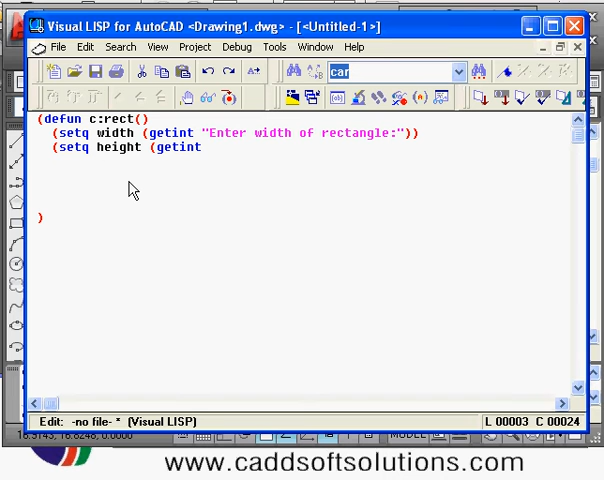 Visual LISP for AutoCAD <Drawing1.dwg> - [<Untitled-1>]
File Edit Search View Project Debug Tools Window Help
car
(defun c:rect()
(setq width (getint "Enter width of rectangle:"))
(setq height (getint
)
Edit: -no file- * (Visual LISP)
L 00003 C 00024
MODEL
www.caddsoftsolutions.com